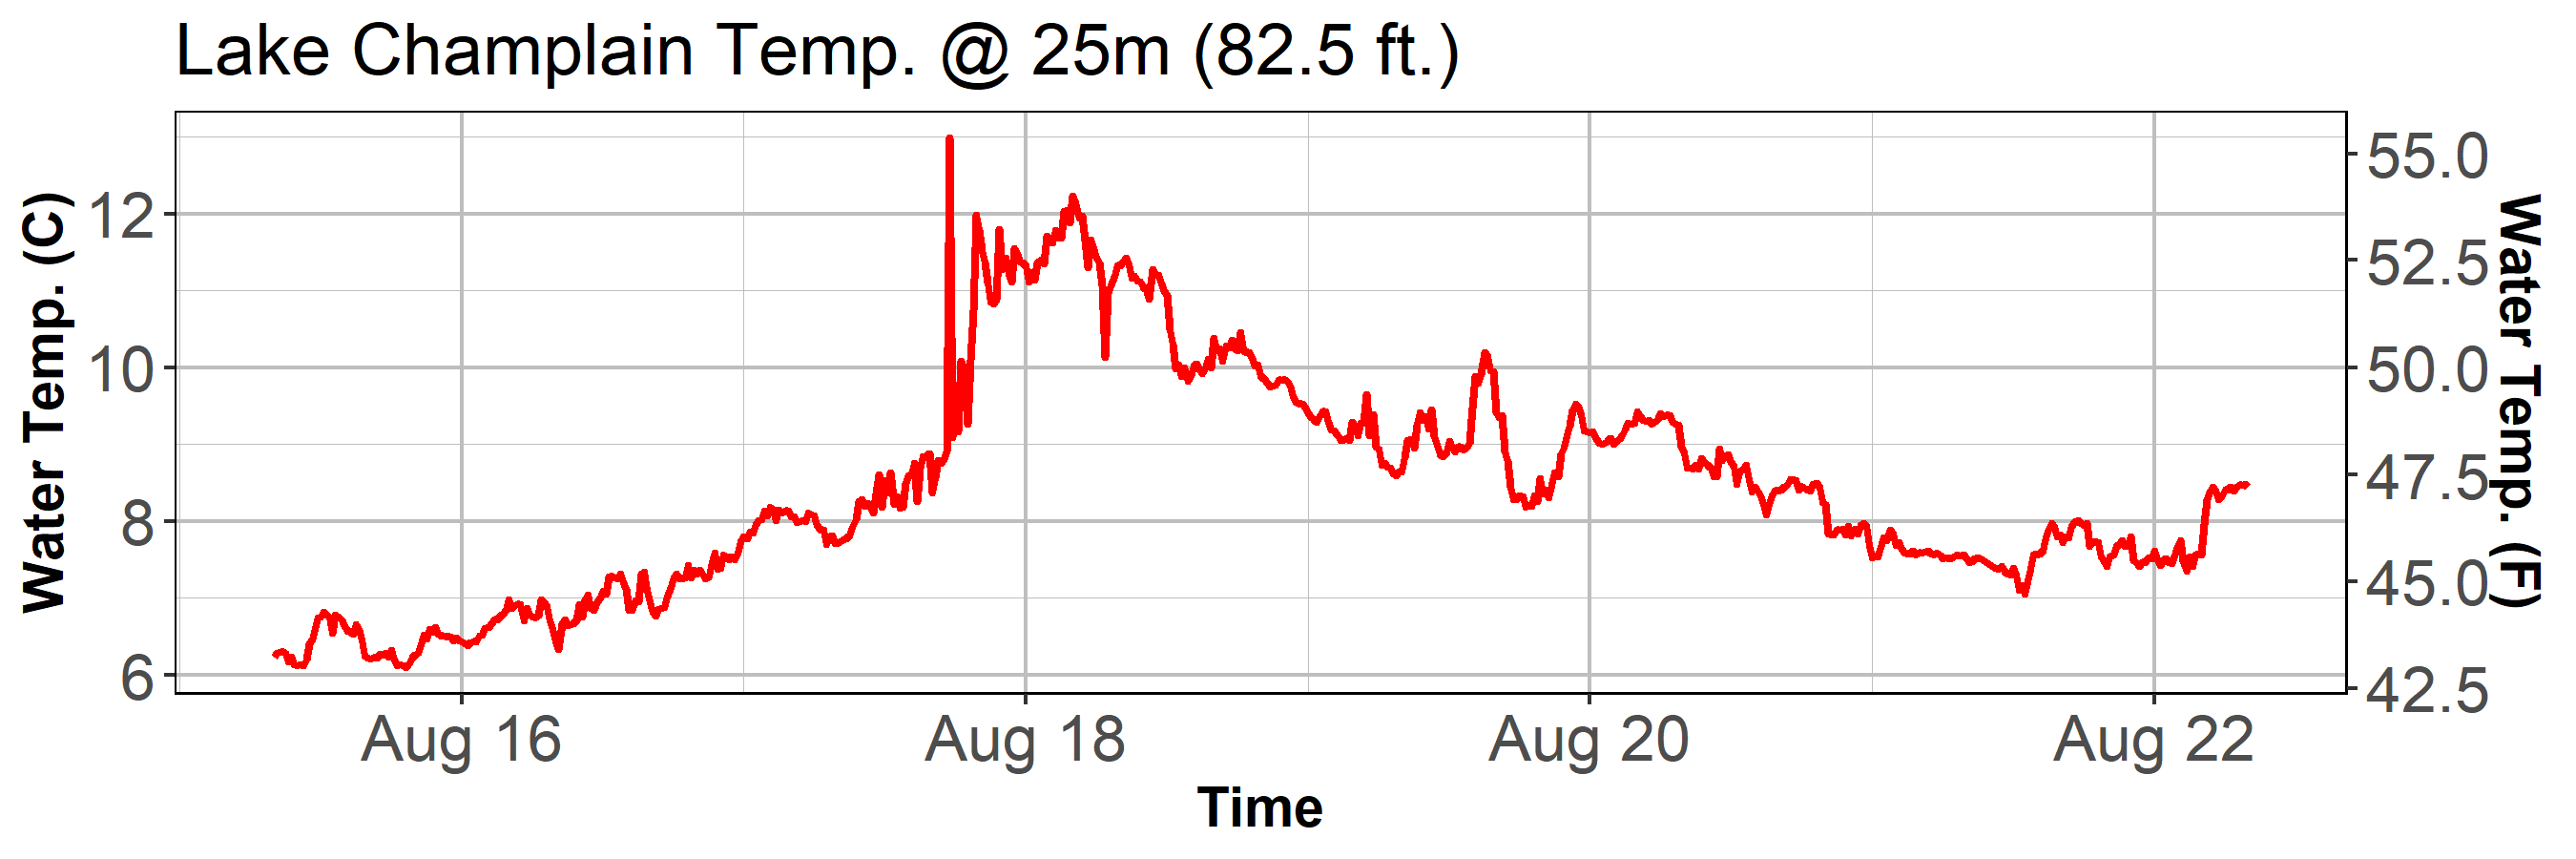 Lake Champlain Temp. @ 25m (82.5 ft.)
Water Temp. (C)
12
10
8
6
55.0
52.5
50.0
47.5
45.0
42.5
Water Temp. (F)
Aug 16 Aug 18 Aug 20 Aug 22
Time